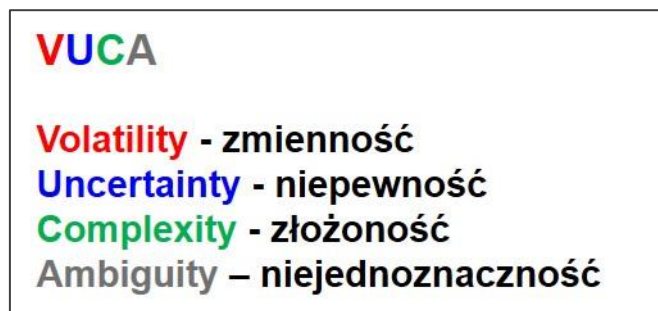 VUCA
Volatility - zmienność
Uncertainty - niepewność
Complexity - złożoność
Ambiguity – niejednoznaczność